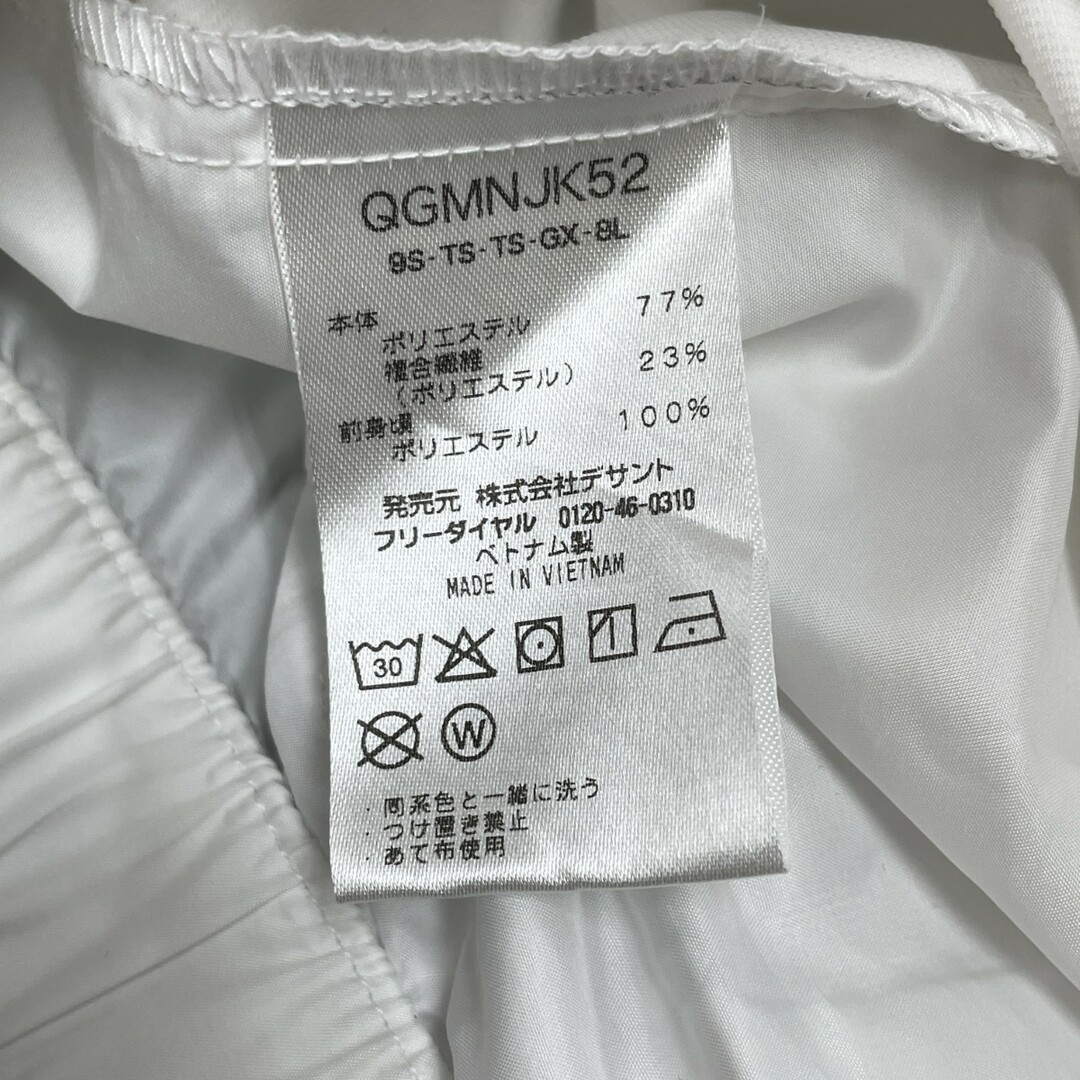 QGMNJK52
9S-TS-TS-GX-8L
本体
ポリエステル 77%
複合繊維
(ポリエステル) 23%
前身頃
ポリエステル 100%
発売元 株式会社デサント
フリーダイヤル 0120-46-0310
ベトナム製
MADE IN VIETNAM
30
W
・同系色と一緒に洗う
・つけ置き禁止
・あて布使用